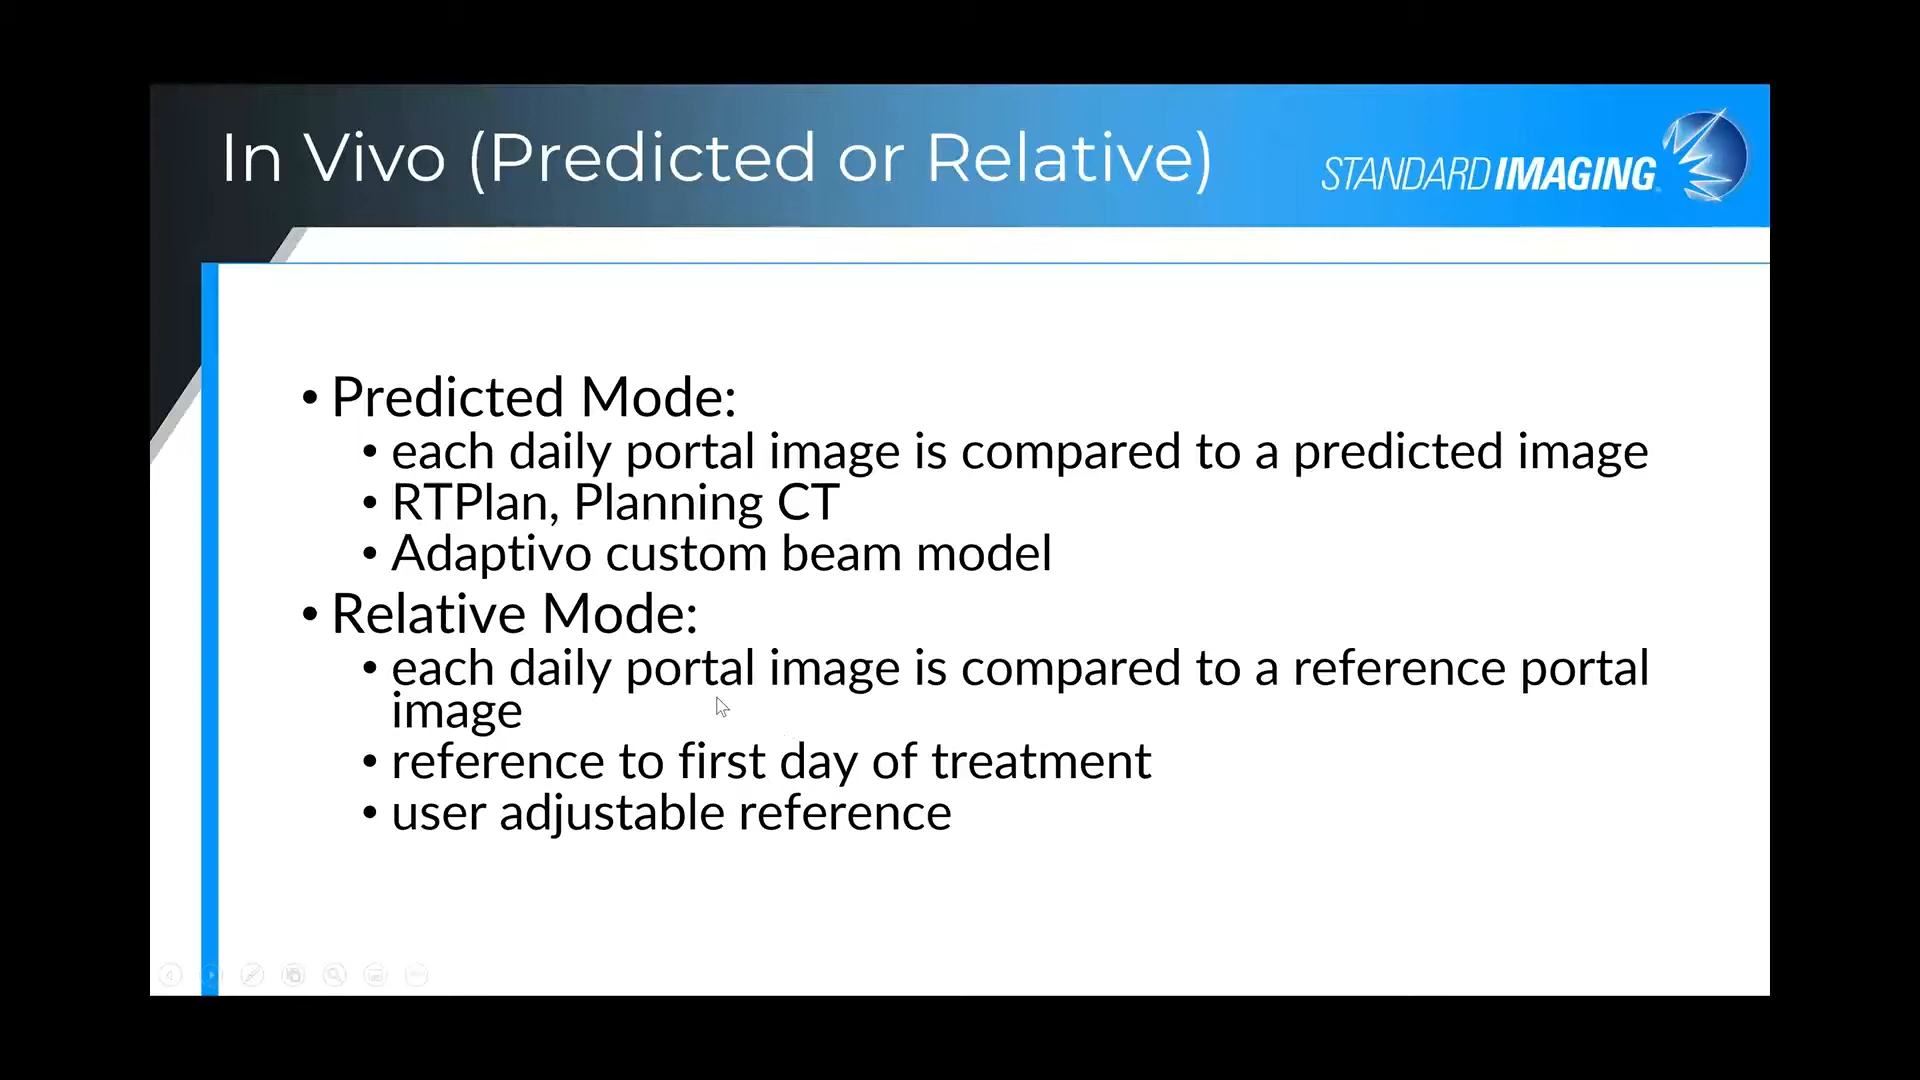 In Vivo (Predicted or Relative)
STANDARD IMAGING
• Predicted Mode:
• each daily portal image is compared to a predicted image
• RTPlan, Planning CT
• Adaptivo custom beam model
• Relative Mode:
• each daily portal image is compared to a reference portal
image
• reference to first day of treatment
• user adjustable reference